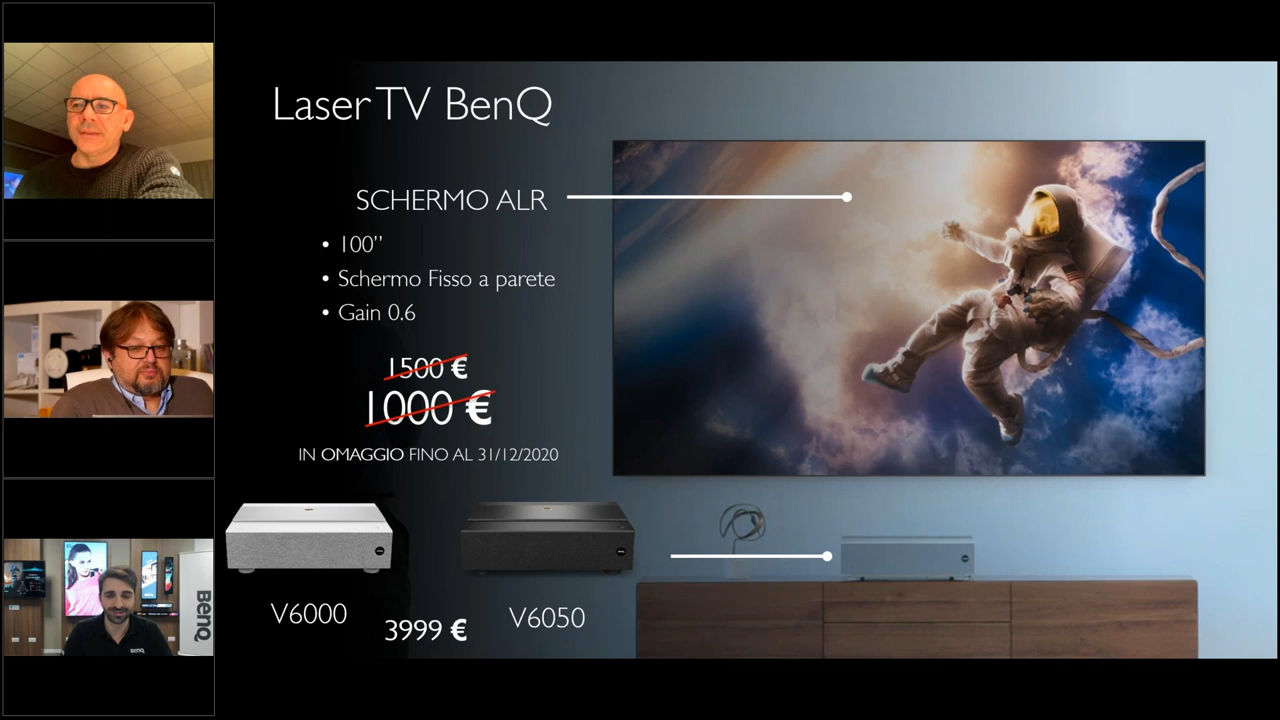 Laser TV BenQ
SCHERMO ALR
• 100”
• Schermo Fisso a parete
• Gain 0.6
1500 €
1000 €
IN OMAGGIO FINO AL 31/12/2020
V6000
3999 €
V6050
BenQ
BenQ